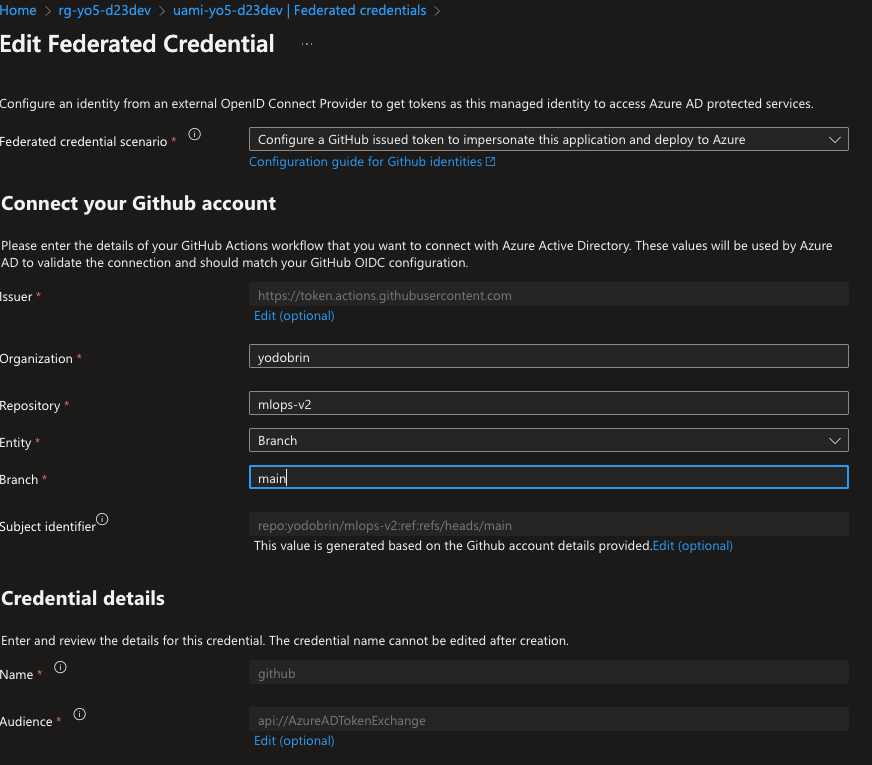 Home > rg-yo5-d23dev > uami-yo5-d23dev | Federated credentials >
Edit Federated Credential ...
Configure an identity from an external OpenID Connect Provider to get tokens as this managed identity to access Azure AD protected services.
Federated credential scenario * Configure a GitHub issued token to impersonate this application and deploy to Azure
Configuration guide for Github identities
Connect your Github account
Please enter the details of your GitHub Actions workflow that you want to connect with Azure Active Directory. These values will be used by Azure
AD to validate the connection and should match your GitHub OIDC configuration.
Issuer * https://token.actions.githubusercontent.com
Edit (optional)
Organization * yodobrin
Repository * mlops-v2
Entity * Branch
Branch * main
Subject identifier repo:yodobrin/mlops-v2:ref:refs/heads/main
This value is generated based on the Github account details provided.Edit (optional)
Credential details
Enter and review the details for this credential. The credential name cannot be edited after creation.
Name * github
Audience * api://AzureADTokenExchange
Edit (optional)